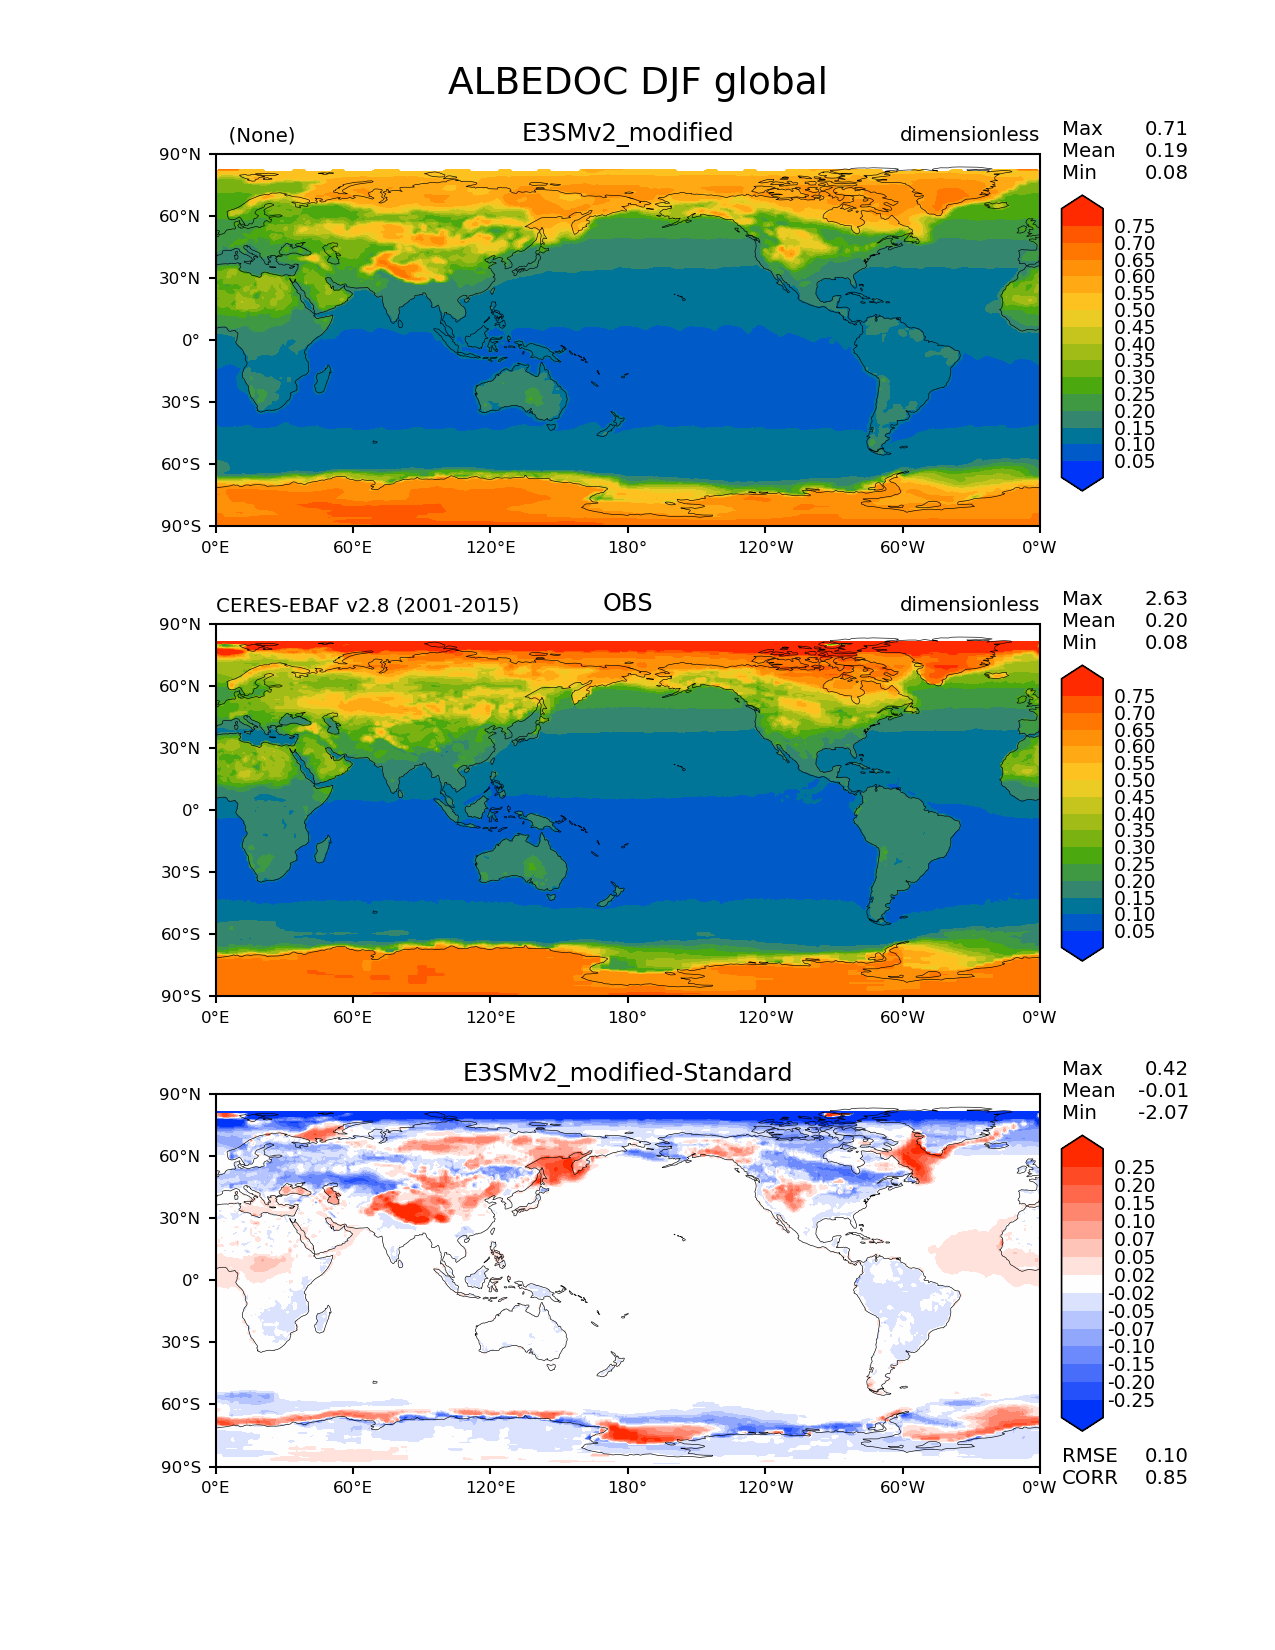 ALBEDOC DJF global
(None) E3SMv2_modified dimensionless
Max 0.71
Mean 0.19
Min 0.08
90°N
60°N
30°N
0°
30°S
60°S
90°S
0°E 60°E 120°E 180° 120°W 60°W 0°W
0.75
0.70
0.65
0.60
0.55
0.50
0.45
0.40
0.35
0.30
0.25
0.20
0.15
0.10
0.05
CERES-EBAF v2.8 (2001-2015) OBS dimensionless
Max 2.63
Mean 0.20
Min 0.08
90°N
60°N
30°N
0°
30°S
60°S
90°S
0°E 60°E 120°E 180° 120°W 60°W 0°W
0.75
0.70
0.65
0.60
0.55
0.50
0.45
0.40
0.35
0.30
0.25
0.20
0.15
0.10
0.05
E3SMv2_modified-Standard
Max 0.42
Mean -0.01
Min -2.07
90°N
60°N
30°N
0°
30°S
60°S
90°S
0°E 60°E 120°E 180° 120°W 60°W 0°W
0.25
0.20
0.15
0.10
0.07
0.05
0.02
-0.02
-0.05
-0.07
-0.10
-0.15
-0.20
-0.25
RMSE 0.10
CORR 0.85